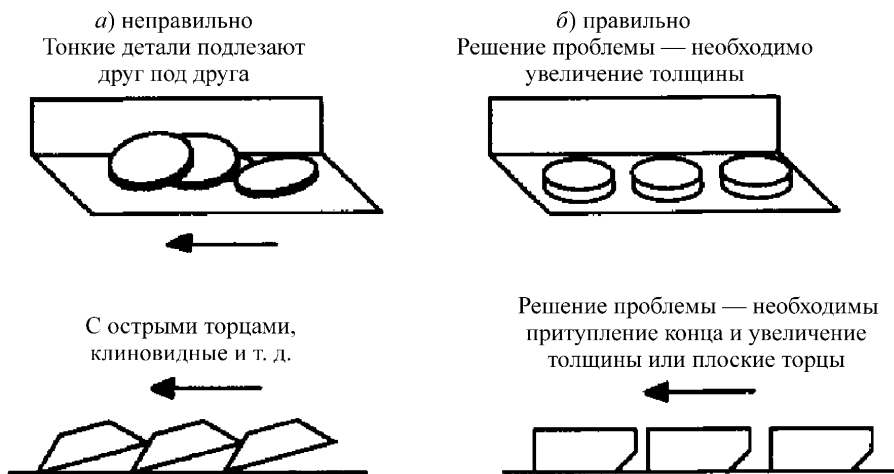 а) неправильно
Тонкие детали подлезают
друг под друга
б) правильно
Решение проблемы — необходимо
увеличение толщины
С острыми торцами,
клиновидные и т. д.
Решение проблемы — необходимы
притупление конца и увеличение
толщины или плоские торцы